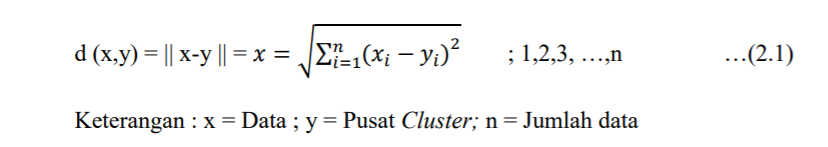 d (x,y) = || x-y || = x = √∑ⁿᵢ₌₁(xᵢ − yᵢ)² ; 1,2,3, …,n …(2.1)
Keterangan : x = Data ; y = Pusat Cluster; n = Jumlah data